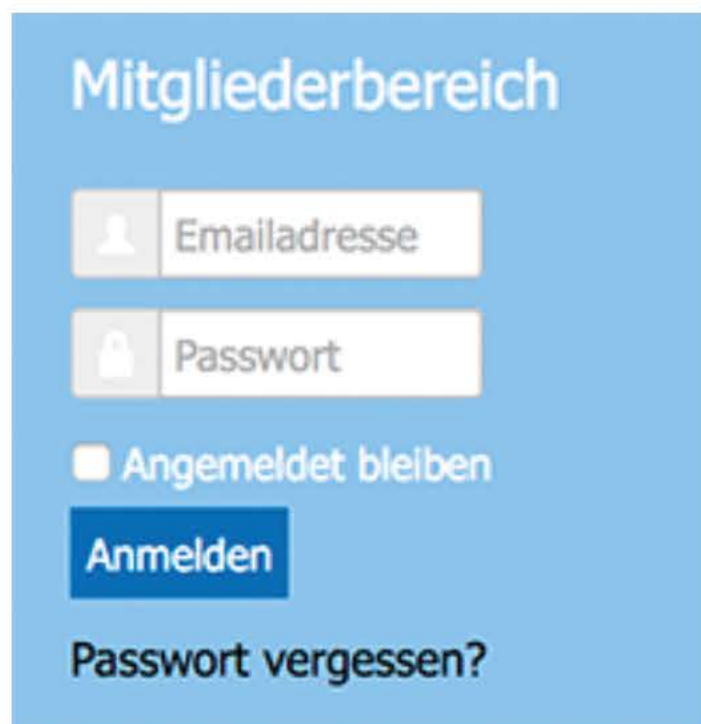 Mitgliederbereich
Emailadresse
Passwort
Angemeldet bleiben
Anmelden
Passwort vergessen?